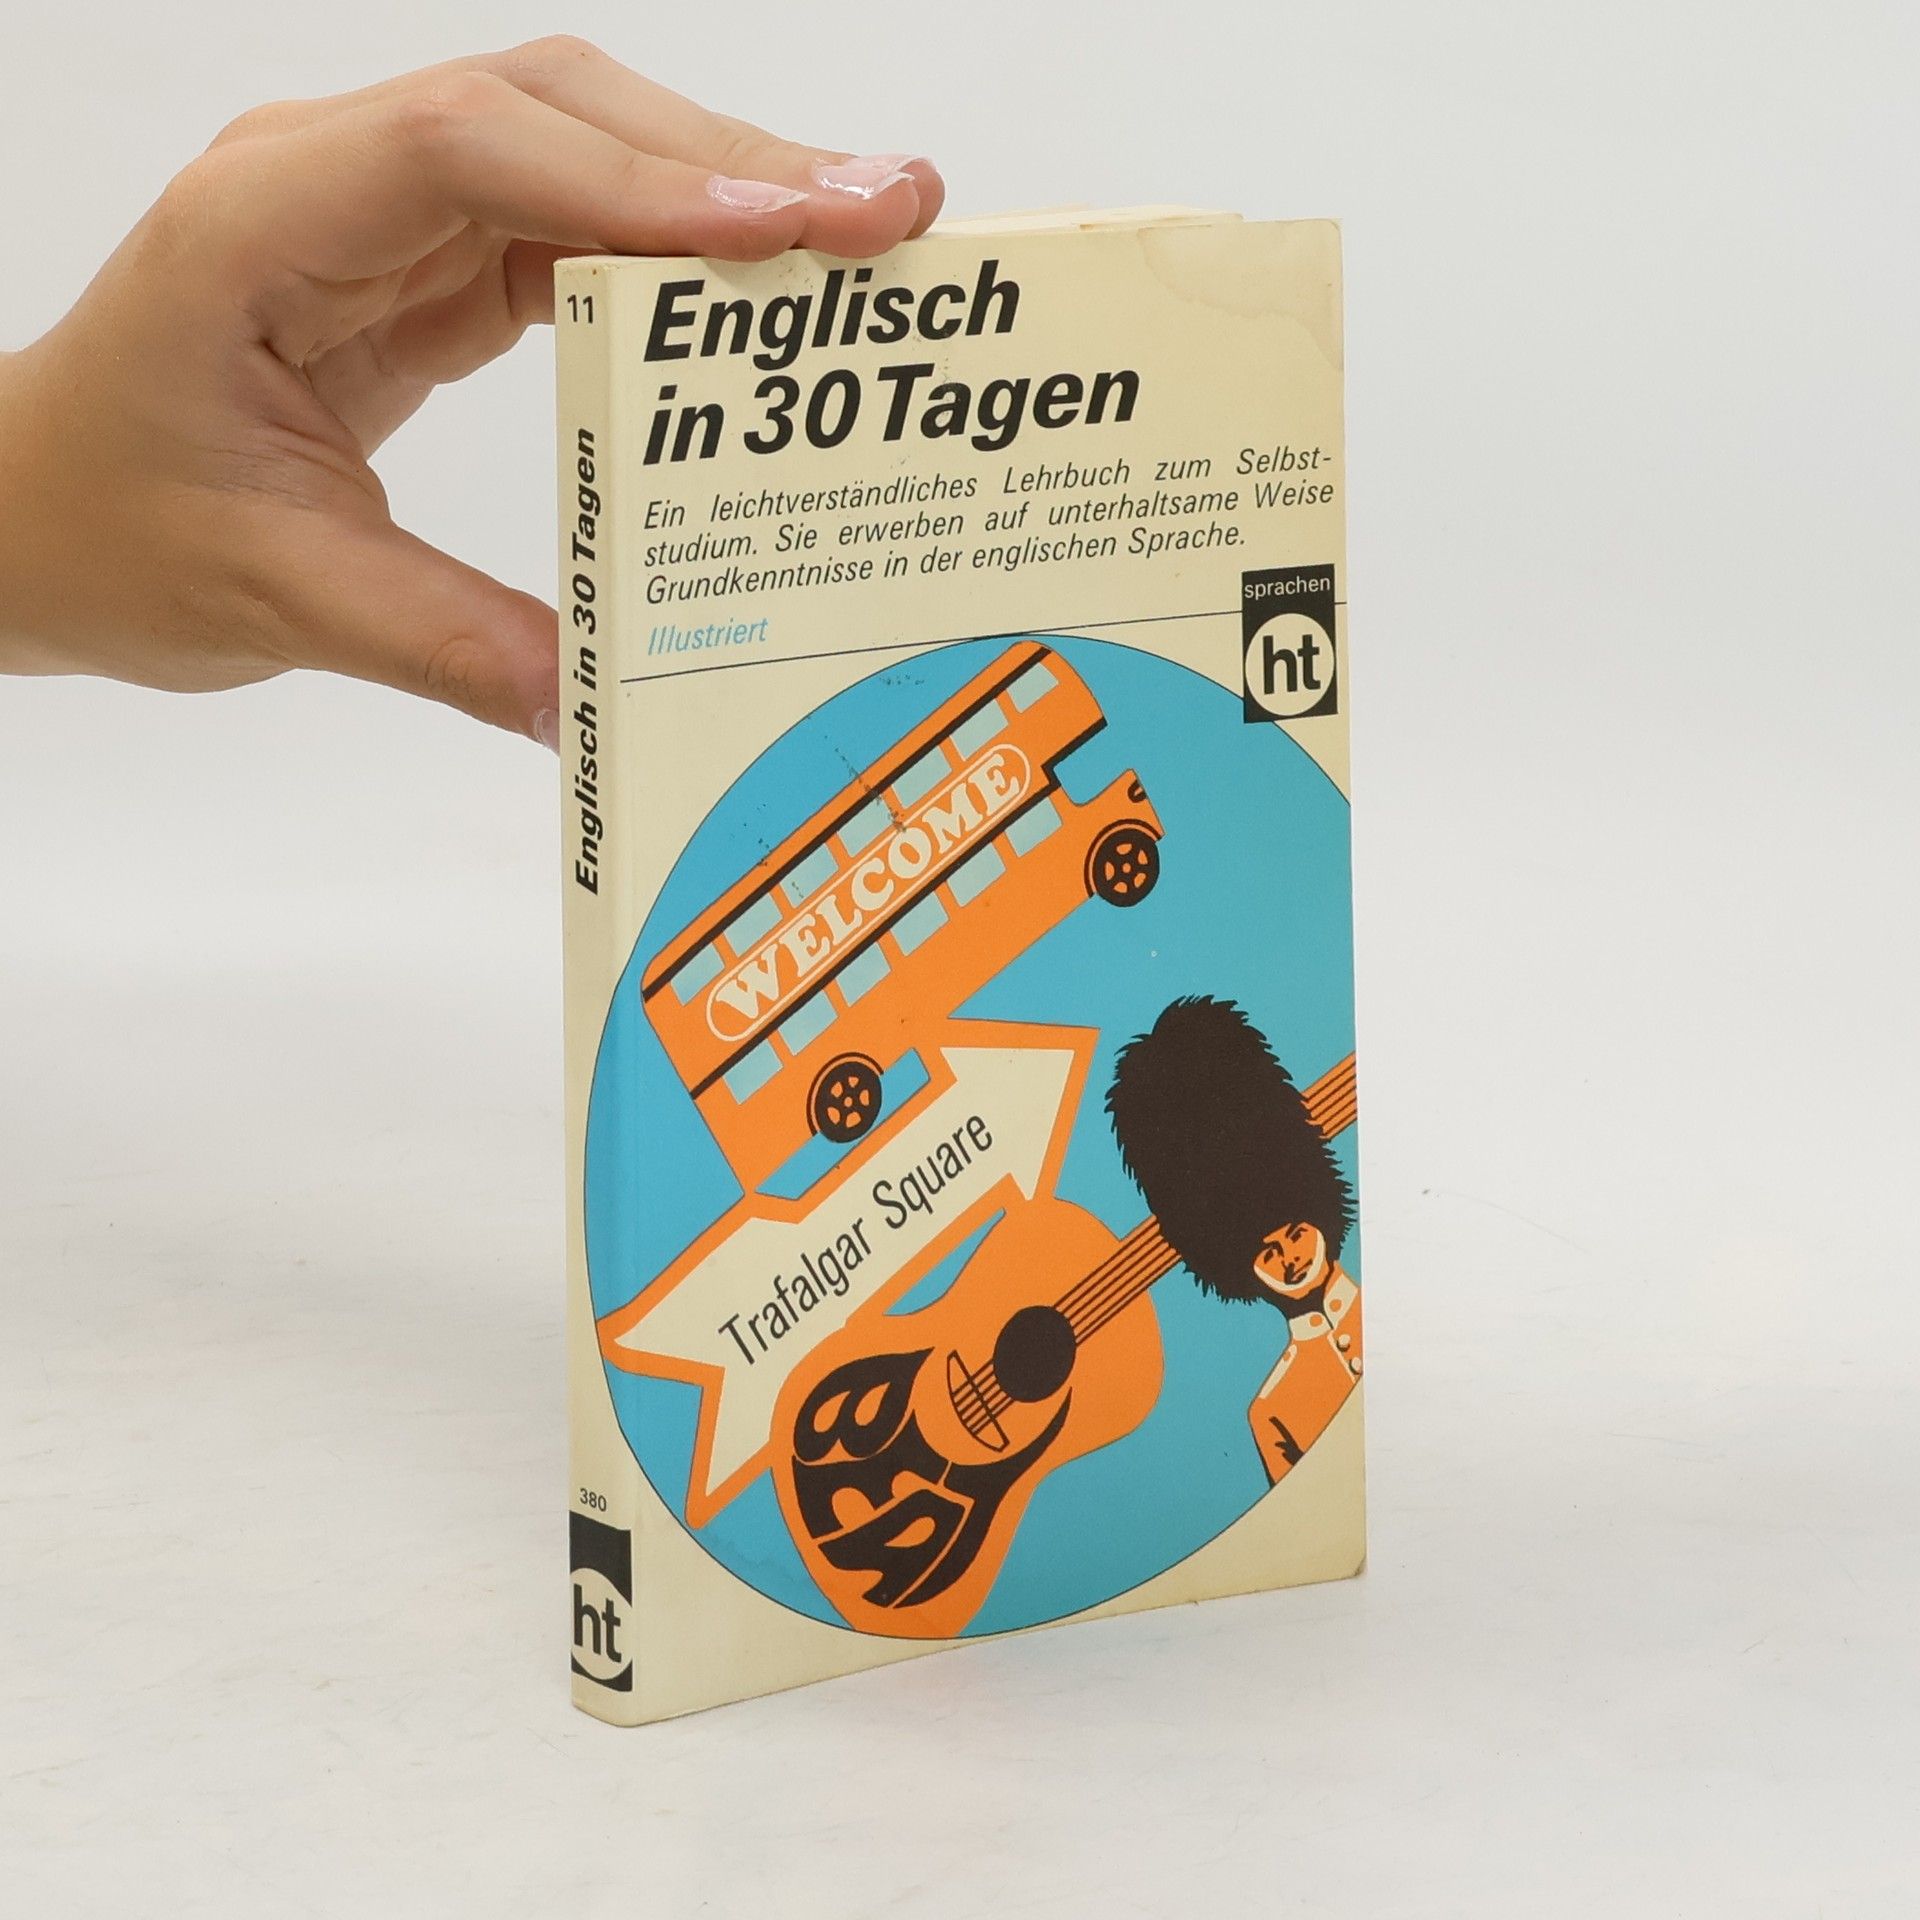 11
Englisch in 30 Tagen
380
ht
Englisch
in 30 Tagen
Ein leichtverständliches Lehrbuch zum Selbst-
studium. Sie erwerben auf unterhaltsame Weise
Grundkenntnisse in der englischen Sprache.
Illustriert
sprachen
ht
WELCOME
Trafalgar Square